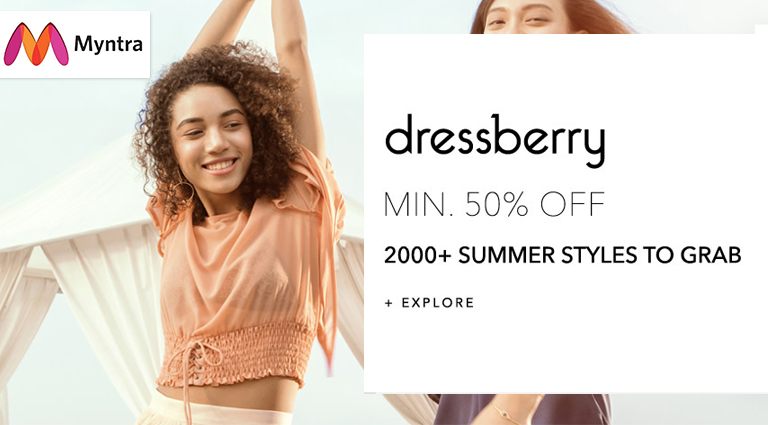 Myntra
dressberry
MIN. 50% OFF
2000+ SUMMER STYLES TO GRAB
+ EXPLORE